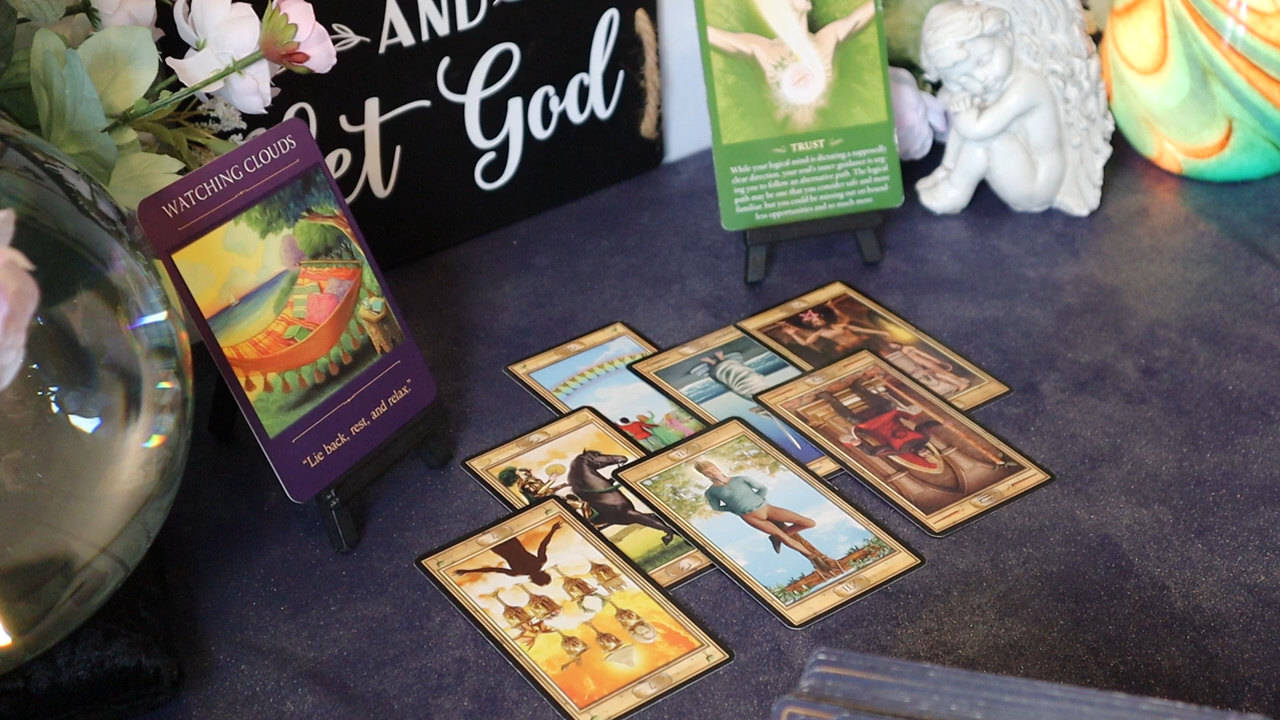 AND
Let God
WATCHING CLOUDS
"Lie back, rest, and relax."
TRUST
While your logical mind is dictating a supposedly
clear direction, your soul's inner guidance is urg-
ing you to follow an alternative path. The logical
path may be one that you consider safe and more
familiar, but you could be missing out on bound-
less opportunities and so much more